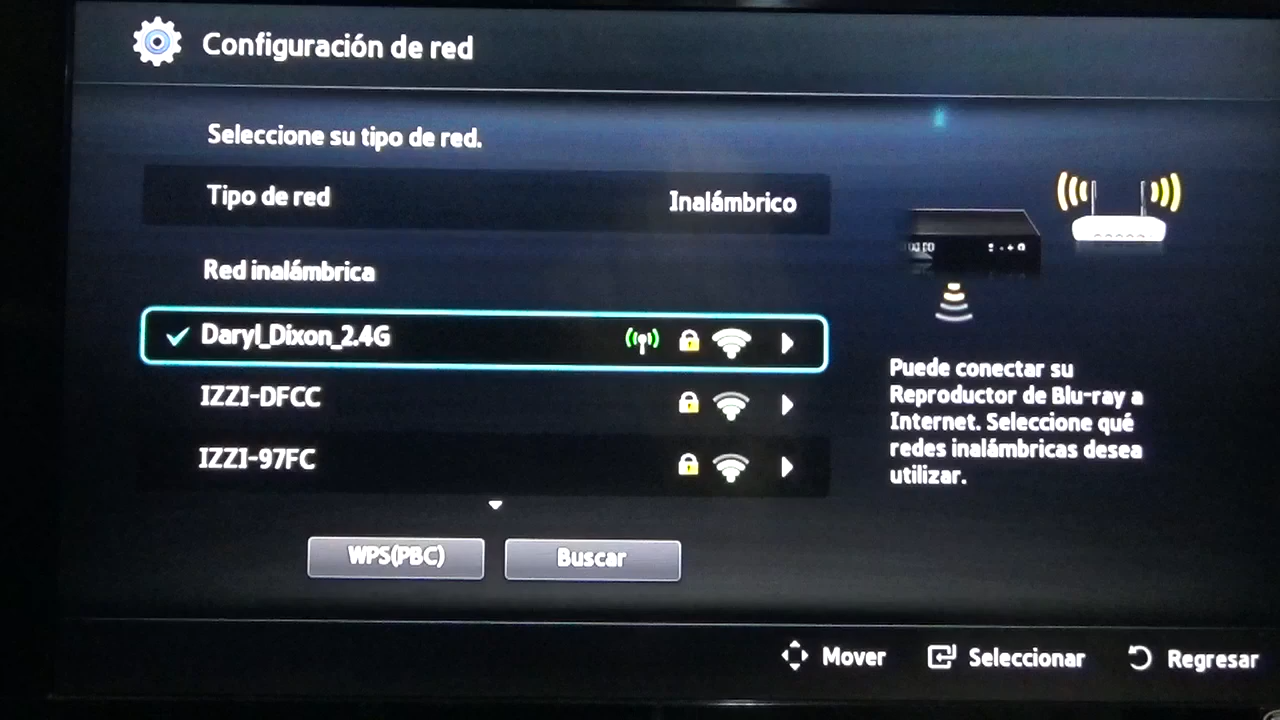 Configuración de red
Seleccione su tipo de red.
Tipo de red Inalámbrico
Red inalámbrica
Daryl_Dixon_2.4G
IZZI-DFCC
IZZI-97FC
WPS(PBC) Buscar
Puede conectar su
Reproductor de Blu-ray a
Internet. Seleccione qué
redes inalámbricas desea
utilizar.
Mover Seleccionar Regresar